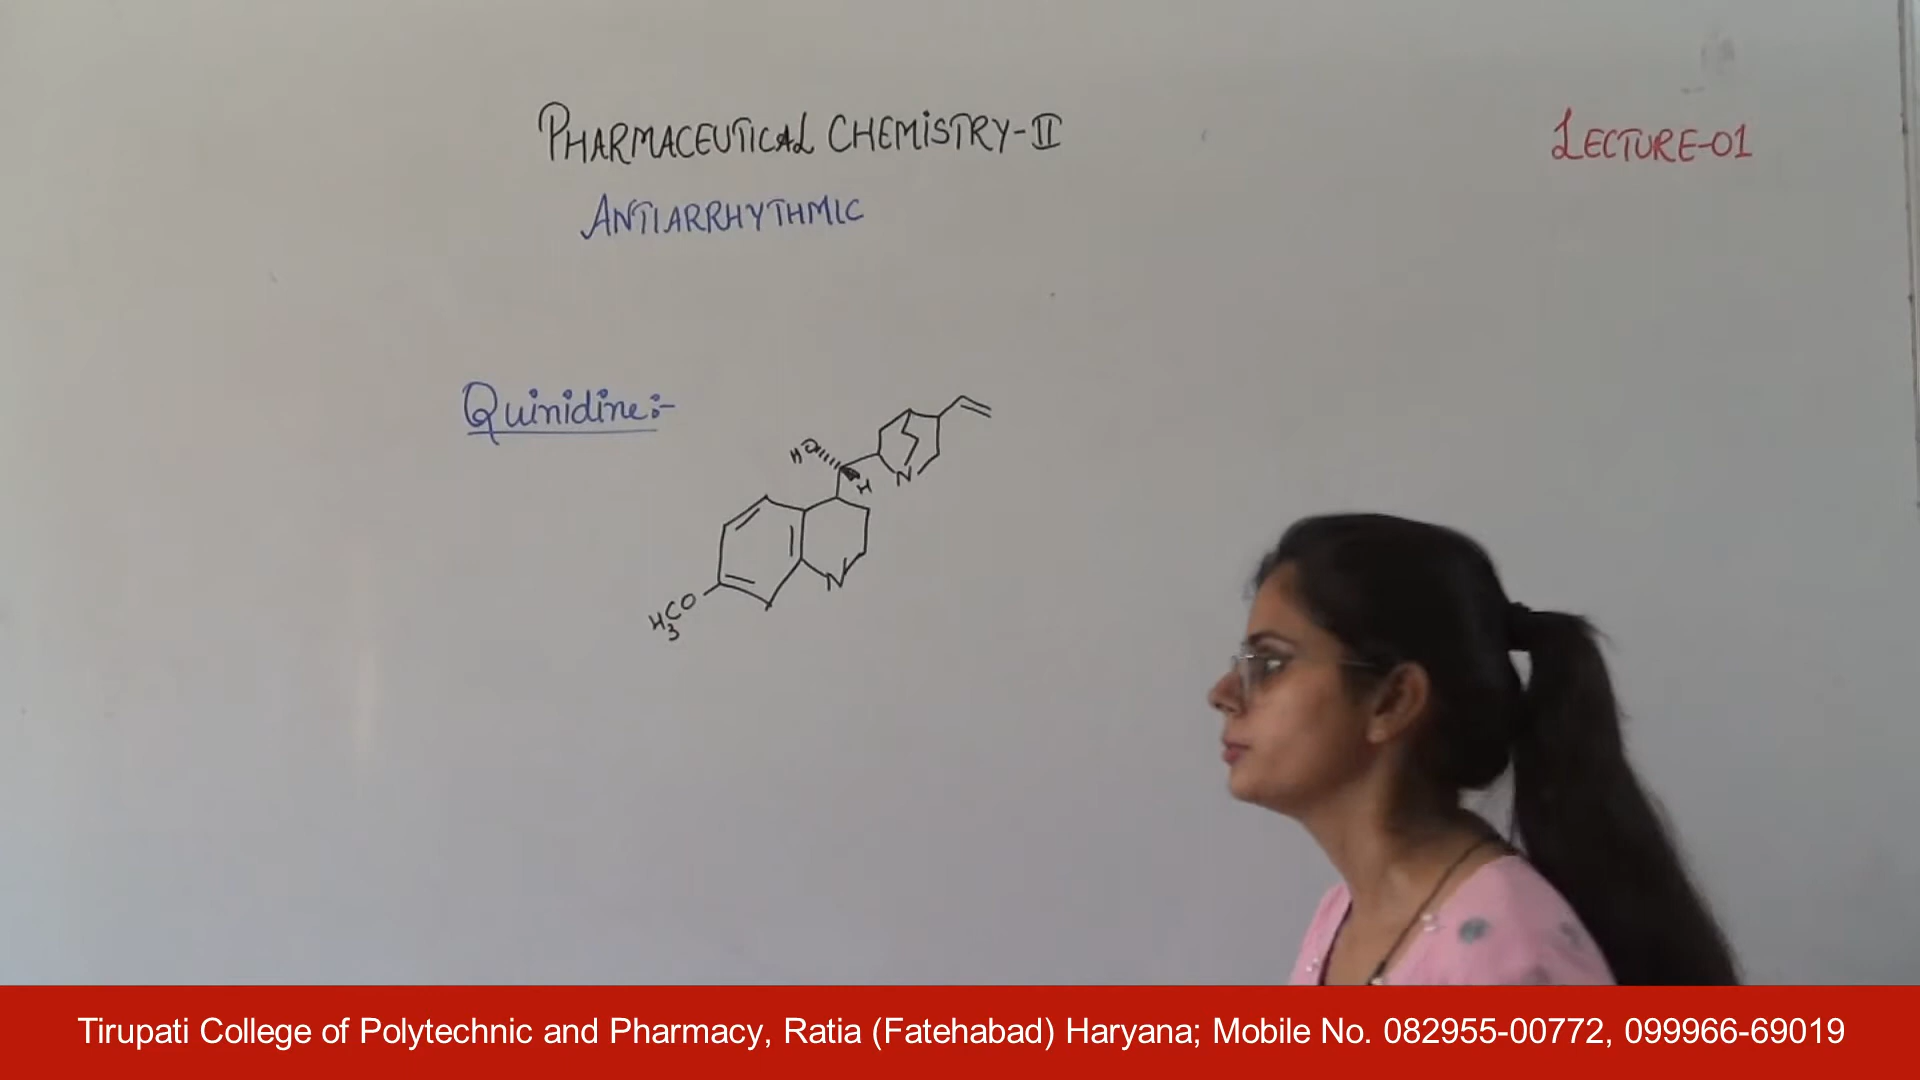 PHARMACEUTICAL CHEMISTRY-II
LECTURE-01
ANTIARRHYTHMIC
Quinidine:-
HO
H
N
N
H3CO
Tirupati College of Polytechnic and Pharmacy, Ratia (Fatehabad) Haryana; Mobile No. 082955-00772, 099966-69019